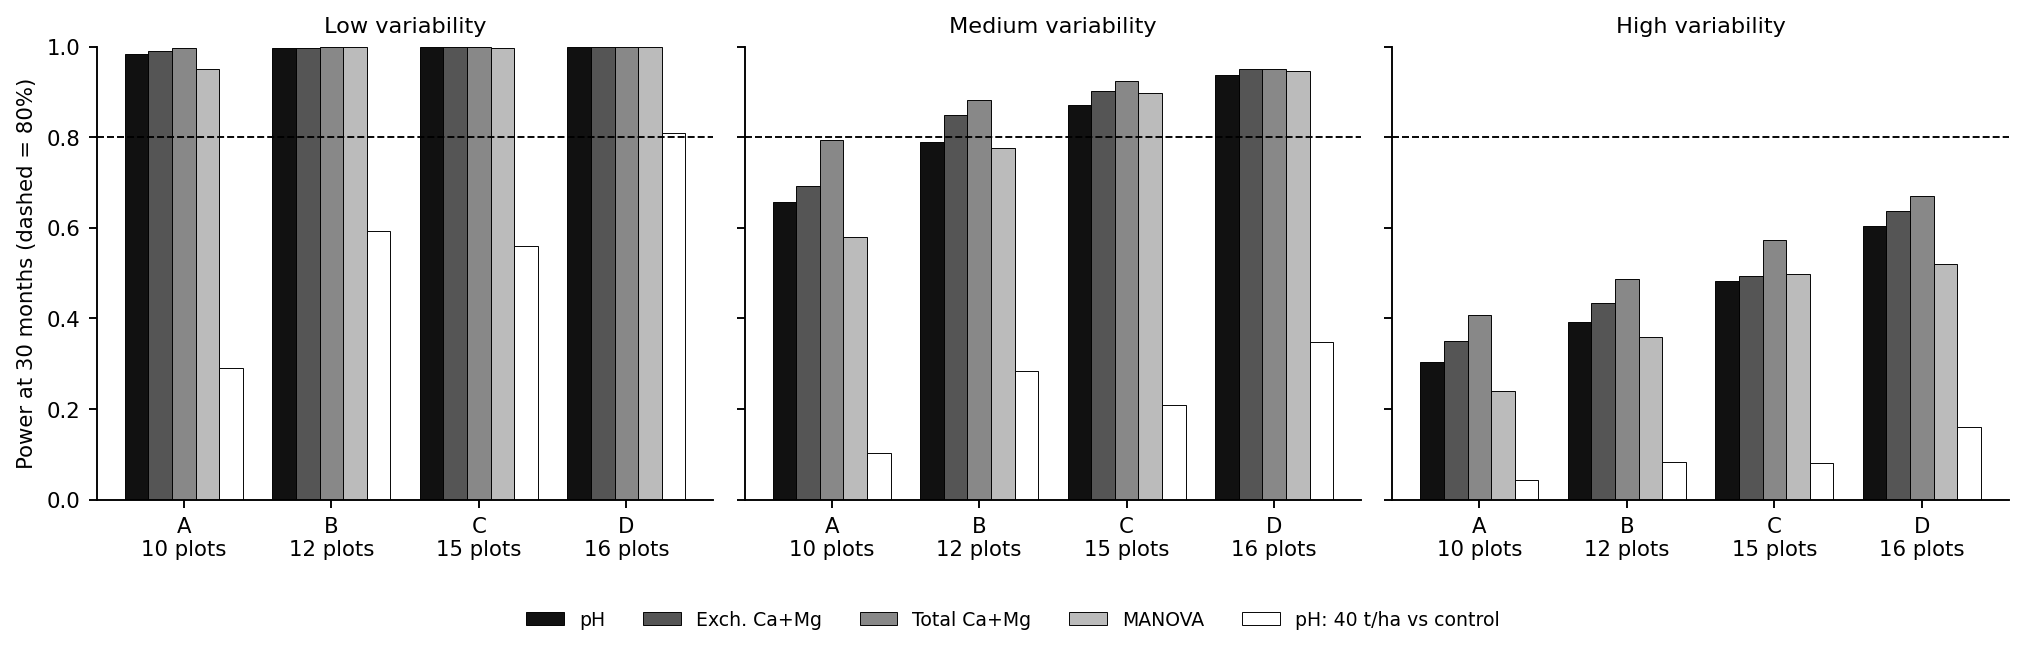 Low variability
Medium variability
High variability
Power at 30 months (dashed = 80%)
1.0
0.8
0.6
0.4
0.2
0.0
A
10 plots
B
12 plots
C
15 plots
D
16 plots
A
10 plots
B
12 plots
C
15 plots
D
16 plots
A
10 plots
B
12 plots
C
15 plots
D
16 plots
pH
Exch. Ca+Mg
Total Ca+Mg
MANOVA
pH: 40 t/ha vs control